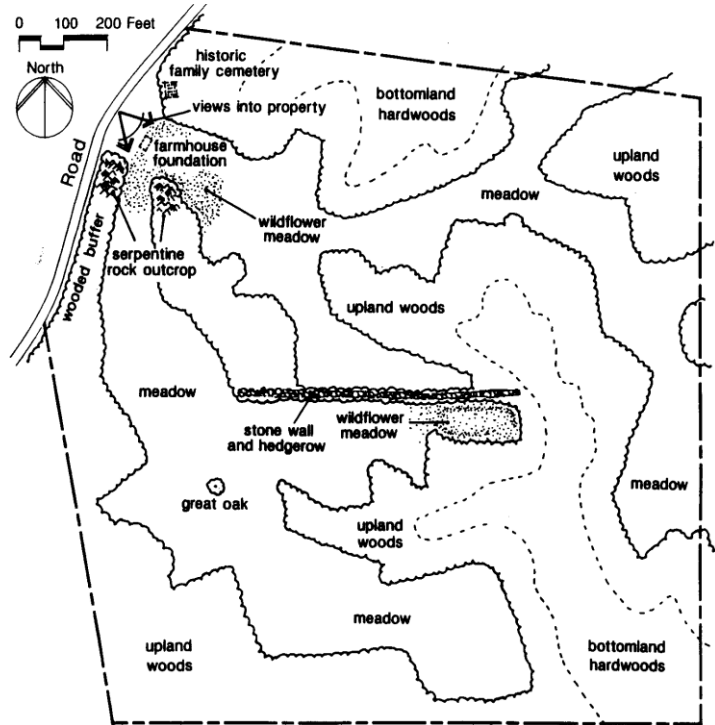 0 100 200 Feet
North
historic
family cemetery
bottomland
hardwoods
views into property
Road
farmhouse
foundation
upland
woods
meadow
wildflower
meadow
serpentine
rock outcrop
wooded buffer
upland woods
meadow
stone wall
and hedgerow
wildflower
meadow
great oak
meadow
upland
woods
meadow
upland
woods
bottomland
hardwoods